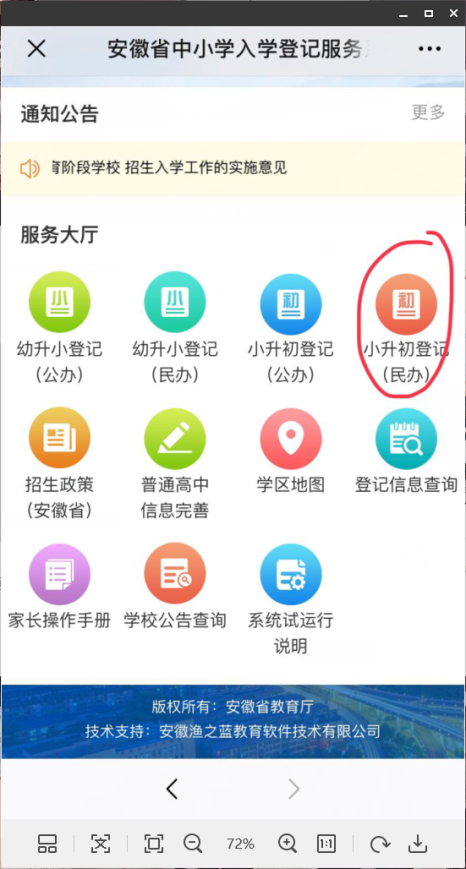 安徽省中小学入学登记服务
通知公告
更多
育阶段学校 招生入学工作的实施意见
服务大厅
小
小
初
初
幼升小登记
（公办）
幼升小登记
（民办）
小升初登记
（公办）
小升初登记
（民办）
招生政策
（安徽省）
普通高中
信息完善
学区地图
登记信息查询
家长操作手册
学校公告查询
系统试运行
说明
版权所有：安徽省教育厅
技术支持：安徽渔之蓝教育软件技术有限公司
72%
1:1